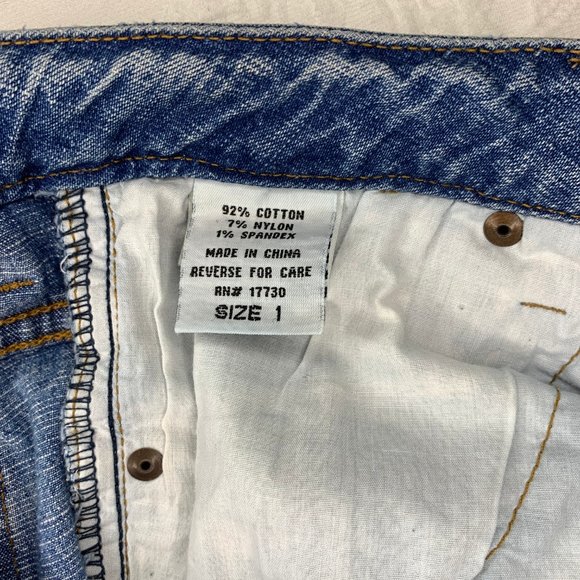 92% COTTON
7% NYLON
1% SPANDEX
MADE IN CHINA
REVERSE FOR CARE
RN# 17730
SIZE 1